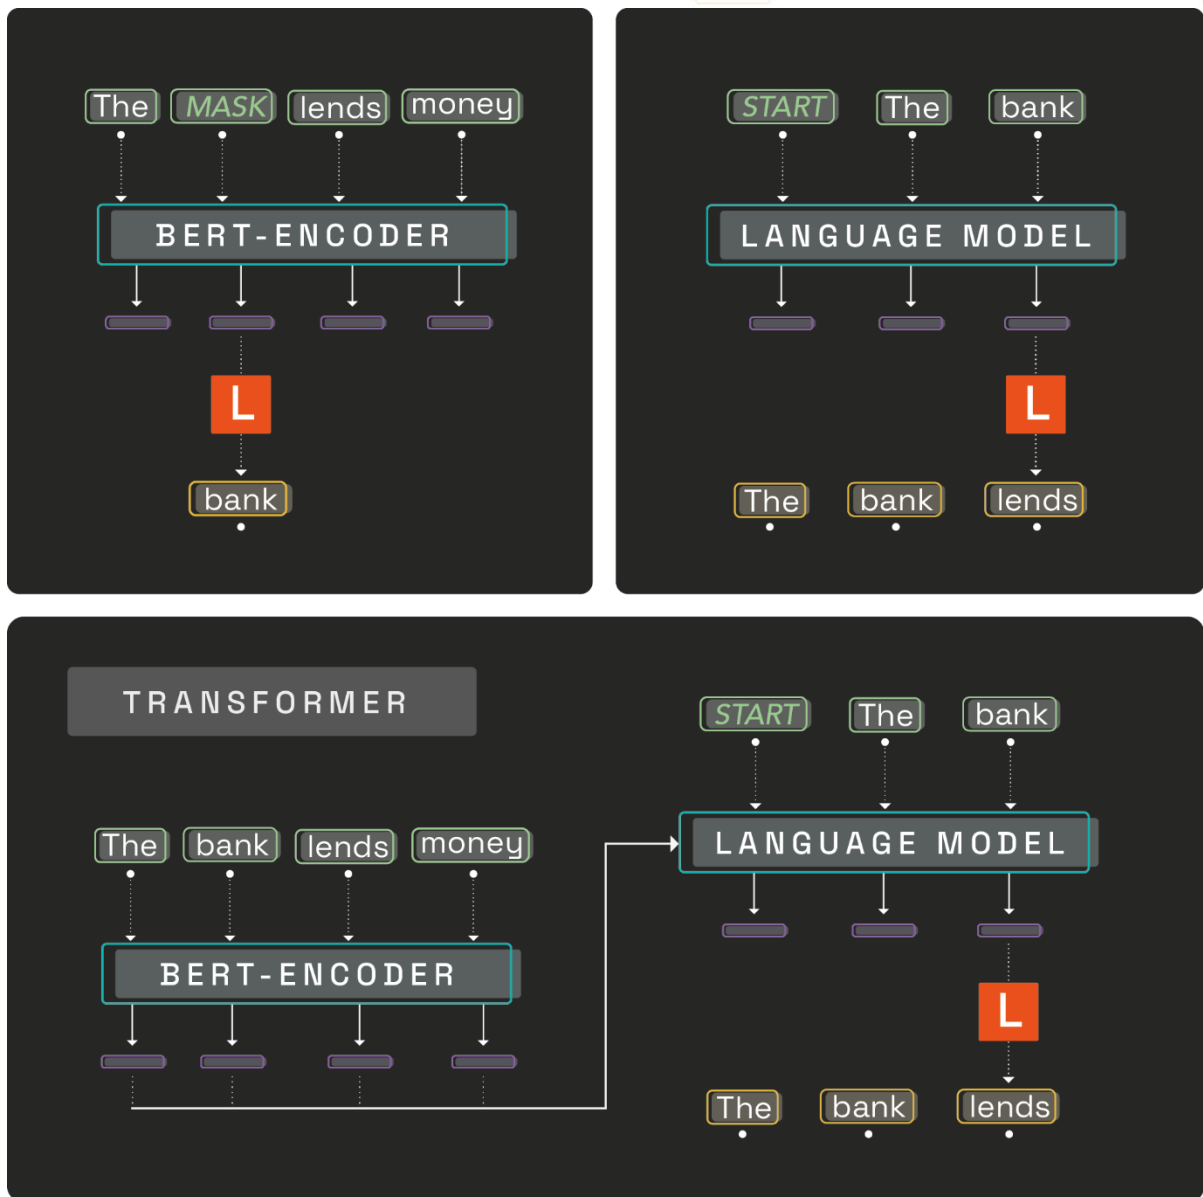 The MASK lends money
BERT-ENCODER
L
bank
START The bank
LANGUAGE MODEL
L
The bank lends
TRANSFORMER
The bank lends money
BERT-ENCODER
START The bank
LANGUAGE MODEL
L
The bank lends